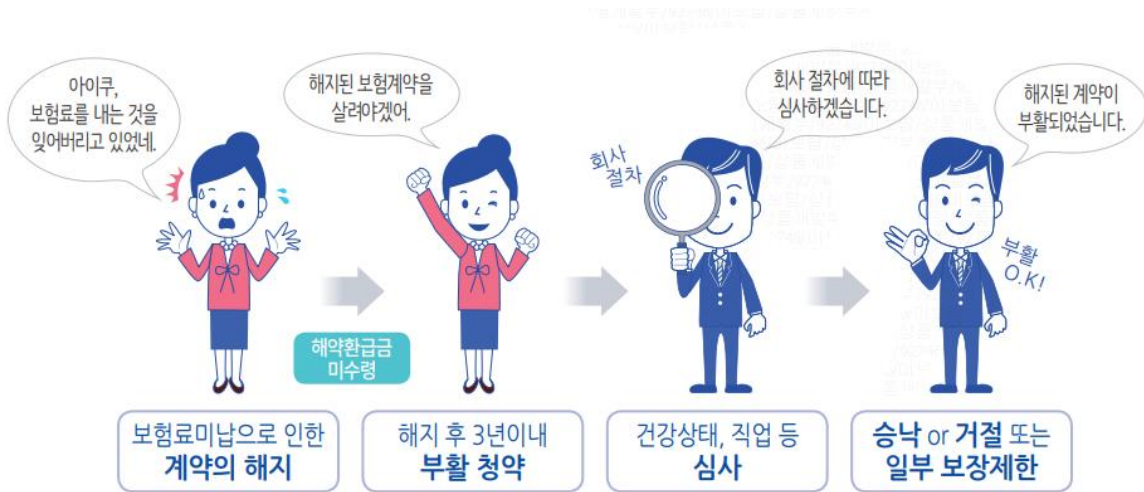 아이쿠,
보험료를 내는 것을
잊어버리고 있었네.
해지된 보험계약을
살려야겠어.
회사 절차에 따라
심사하겠습니다.
해지된 계약이
부활되었습니다.
회사
절차
부활
O.K!
해약환급금
미수령
보험료미납으로 인한
계약의 해지
해지 후 3년이내
부활 청약
건강상태, 직업 등
심사
승낙 or 거절 또는
일부 보장제한